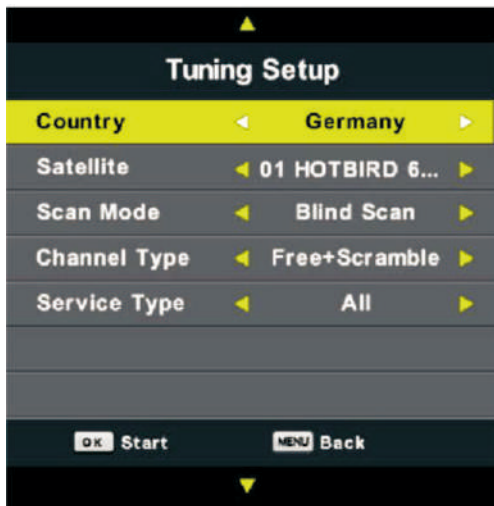 Tuning Setup
Country Germany
Satellite 01 HOTBIRD 6...
Scan Mode Blind Scan
Channel Type Free+Scramble
Service Type All
OK Start MENU Back